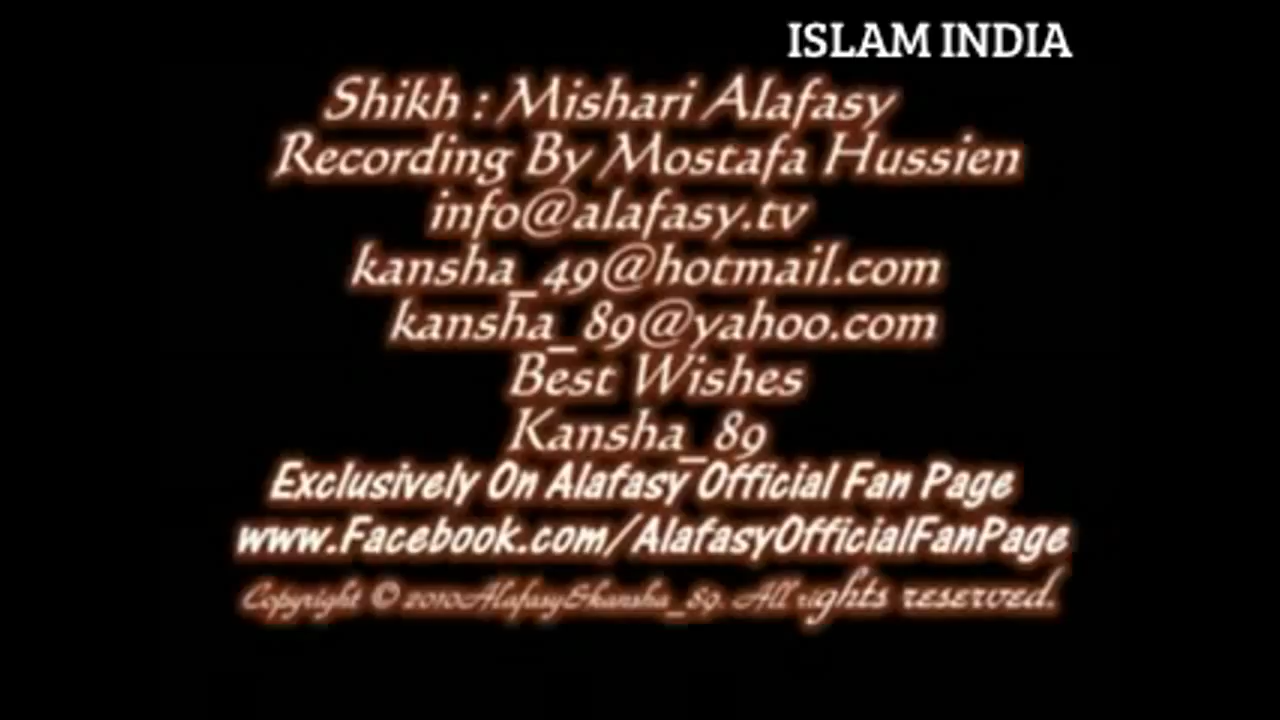 ISLAM INDIA
Shikh : Mishari Alafasy
Recording By Mostafa Hussien
info@alafasy.tv
kansha_49@hotmail.com
kansha_89@yahoo.com
Best Wishes
Kansha_89
Exclusively On Alafasy Official Fan Page
www.Facebook.com/AlafasyOfficialFanPage
Copyright © 2010Alafasy&kansha_89. All rights reserved.